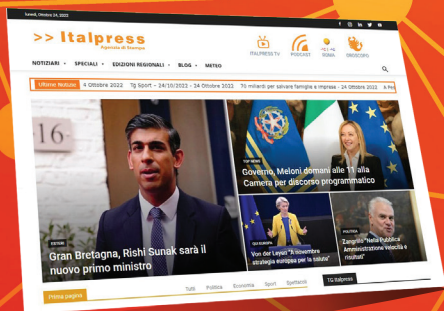 lunedì, Ottobre 24, 2022
>> Italpress
Agenzia di Stampa
ITALPRESS TV
PODCAST
ROMA
OROSCOPO
NOTIZIARI
SPECIALI
EDIZIONI REGIONALI
BLOG
METEO
Ultime Notizie
4 Ottobre 2022 Tg Sport – 24/10/2022 - 24 Ottobre 2022 70 miliardi per salvare famiglie e imprese - 24 Ottobre 2022
16
TOP NEWS
Governo, Meloni domani alle 11 alla
Camera per discorso programmatico
ESTERI
Gran Bretagna, Rishi Sunak sarà il
nuovo primo ministro
QUI EUROPA
Von der Leyen "A novembre
strategia europea per la salute"
POLITICA
Zangrillo "Nella Pubblica
Amministrazione velocità e
risultati"
Prima pagina
Tutti Politica Economia Sport Spettacoli
TG Italpress